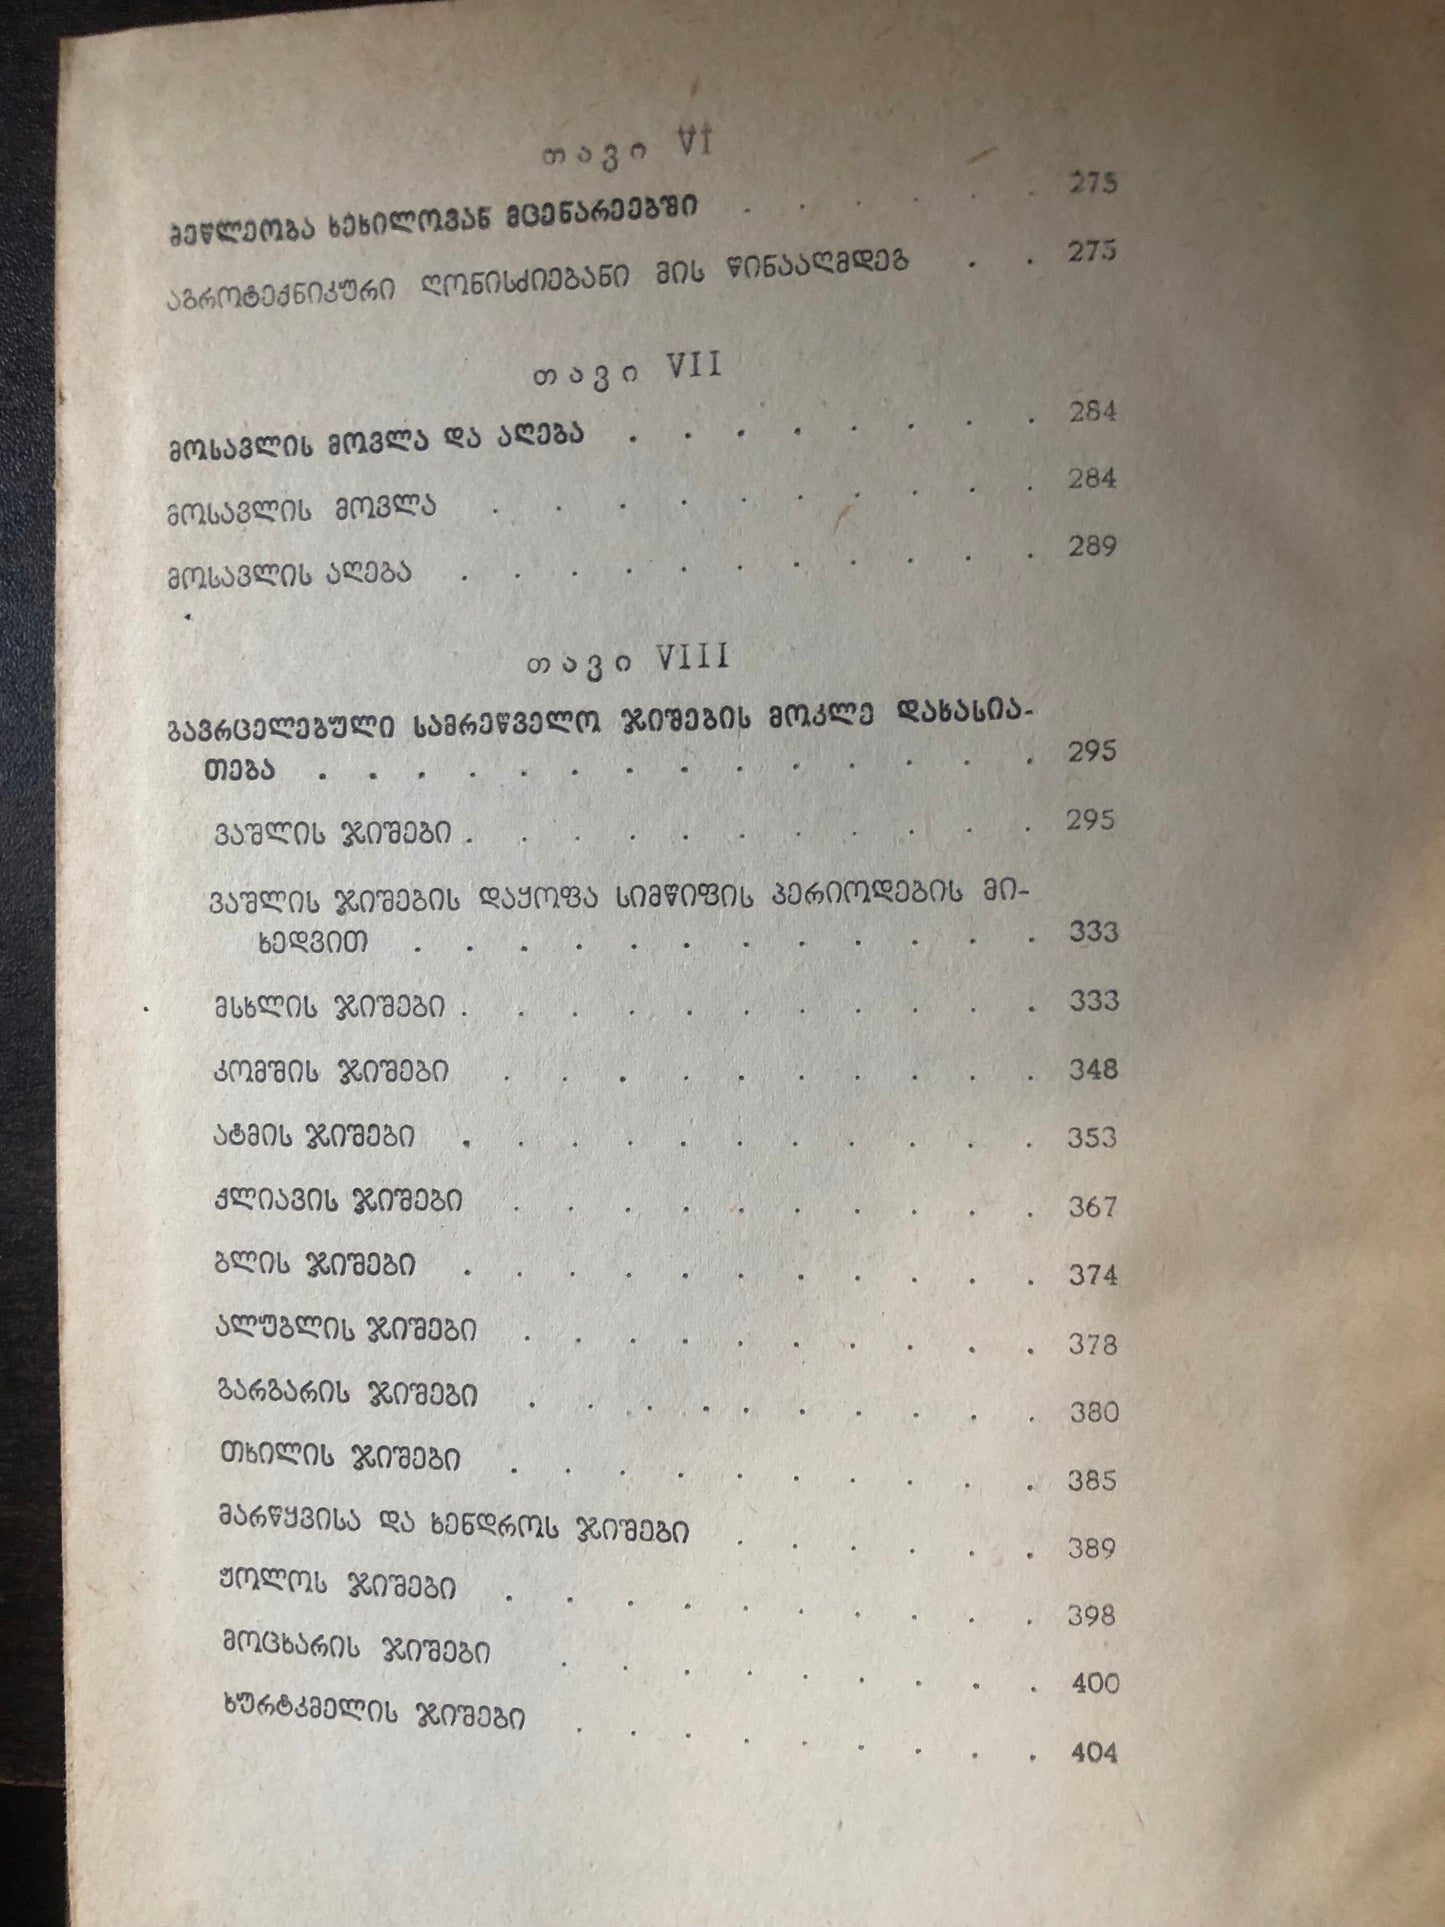 თავი VI
მეწლეობა ხეხილოვან მცენარეებში . . . . . . 275
აგროტექნიკური ღონისძიებანი მის წინააღმდეგ . . 275
თავი VII
მოსავლის მოვლა და აღება . . . . . . . . 284
მოსავლის მოვლა . . . . . . . . . . 284
მოსავლის აღება . . . . . . . . . . . 289
თავი VIII
გავრცელებული სამრეწველო ჯიშების მოკლე დახასია-
თება . . . . . . . . . . . . . . 295
ვაშლის ჯიშები . . . . . . . . . . . 295
ვაშლის ჯიშების დაყოფა სიმწიფის პერიოდების მი-
ხედვით . . . . . . . . . . . . 333
მსხლის ჯიშები . . . . . . . . . . . 333
კომშის ჯიშები . . . . . . . . . . 348
ატმის ჯიშები . . . . . . . . . . . 353
ქლიავის ჯიშები . . . . . . . . . . 367
ბლის ჯიშები . . . . . . . . . . . 374
ალუბლის ჯიშები . . . . . . . . . . 378
გარგარის ჯიშები . . . . . . . . . . 380
თხილის ჯიშები . . . . . . . . . . 385
მარწყვისა და ხენდროს ჯიშები . . . . . . 389
ჟოლოს ჯიშები . . . . . . . . . . 398
მოცხარის ჯიშები . . . . . . . . . 400
ხურტკმელის ჯიშები . . . . . . . . . 404